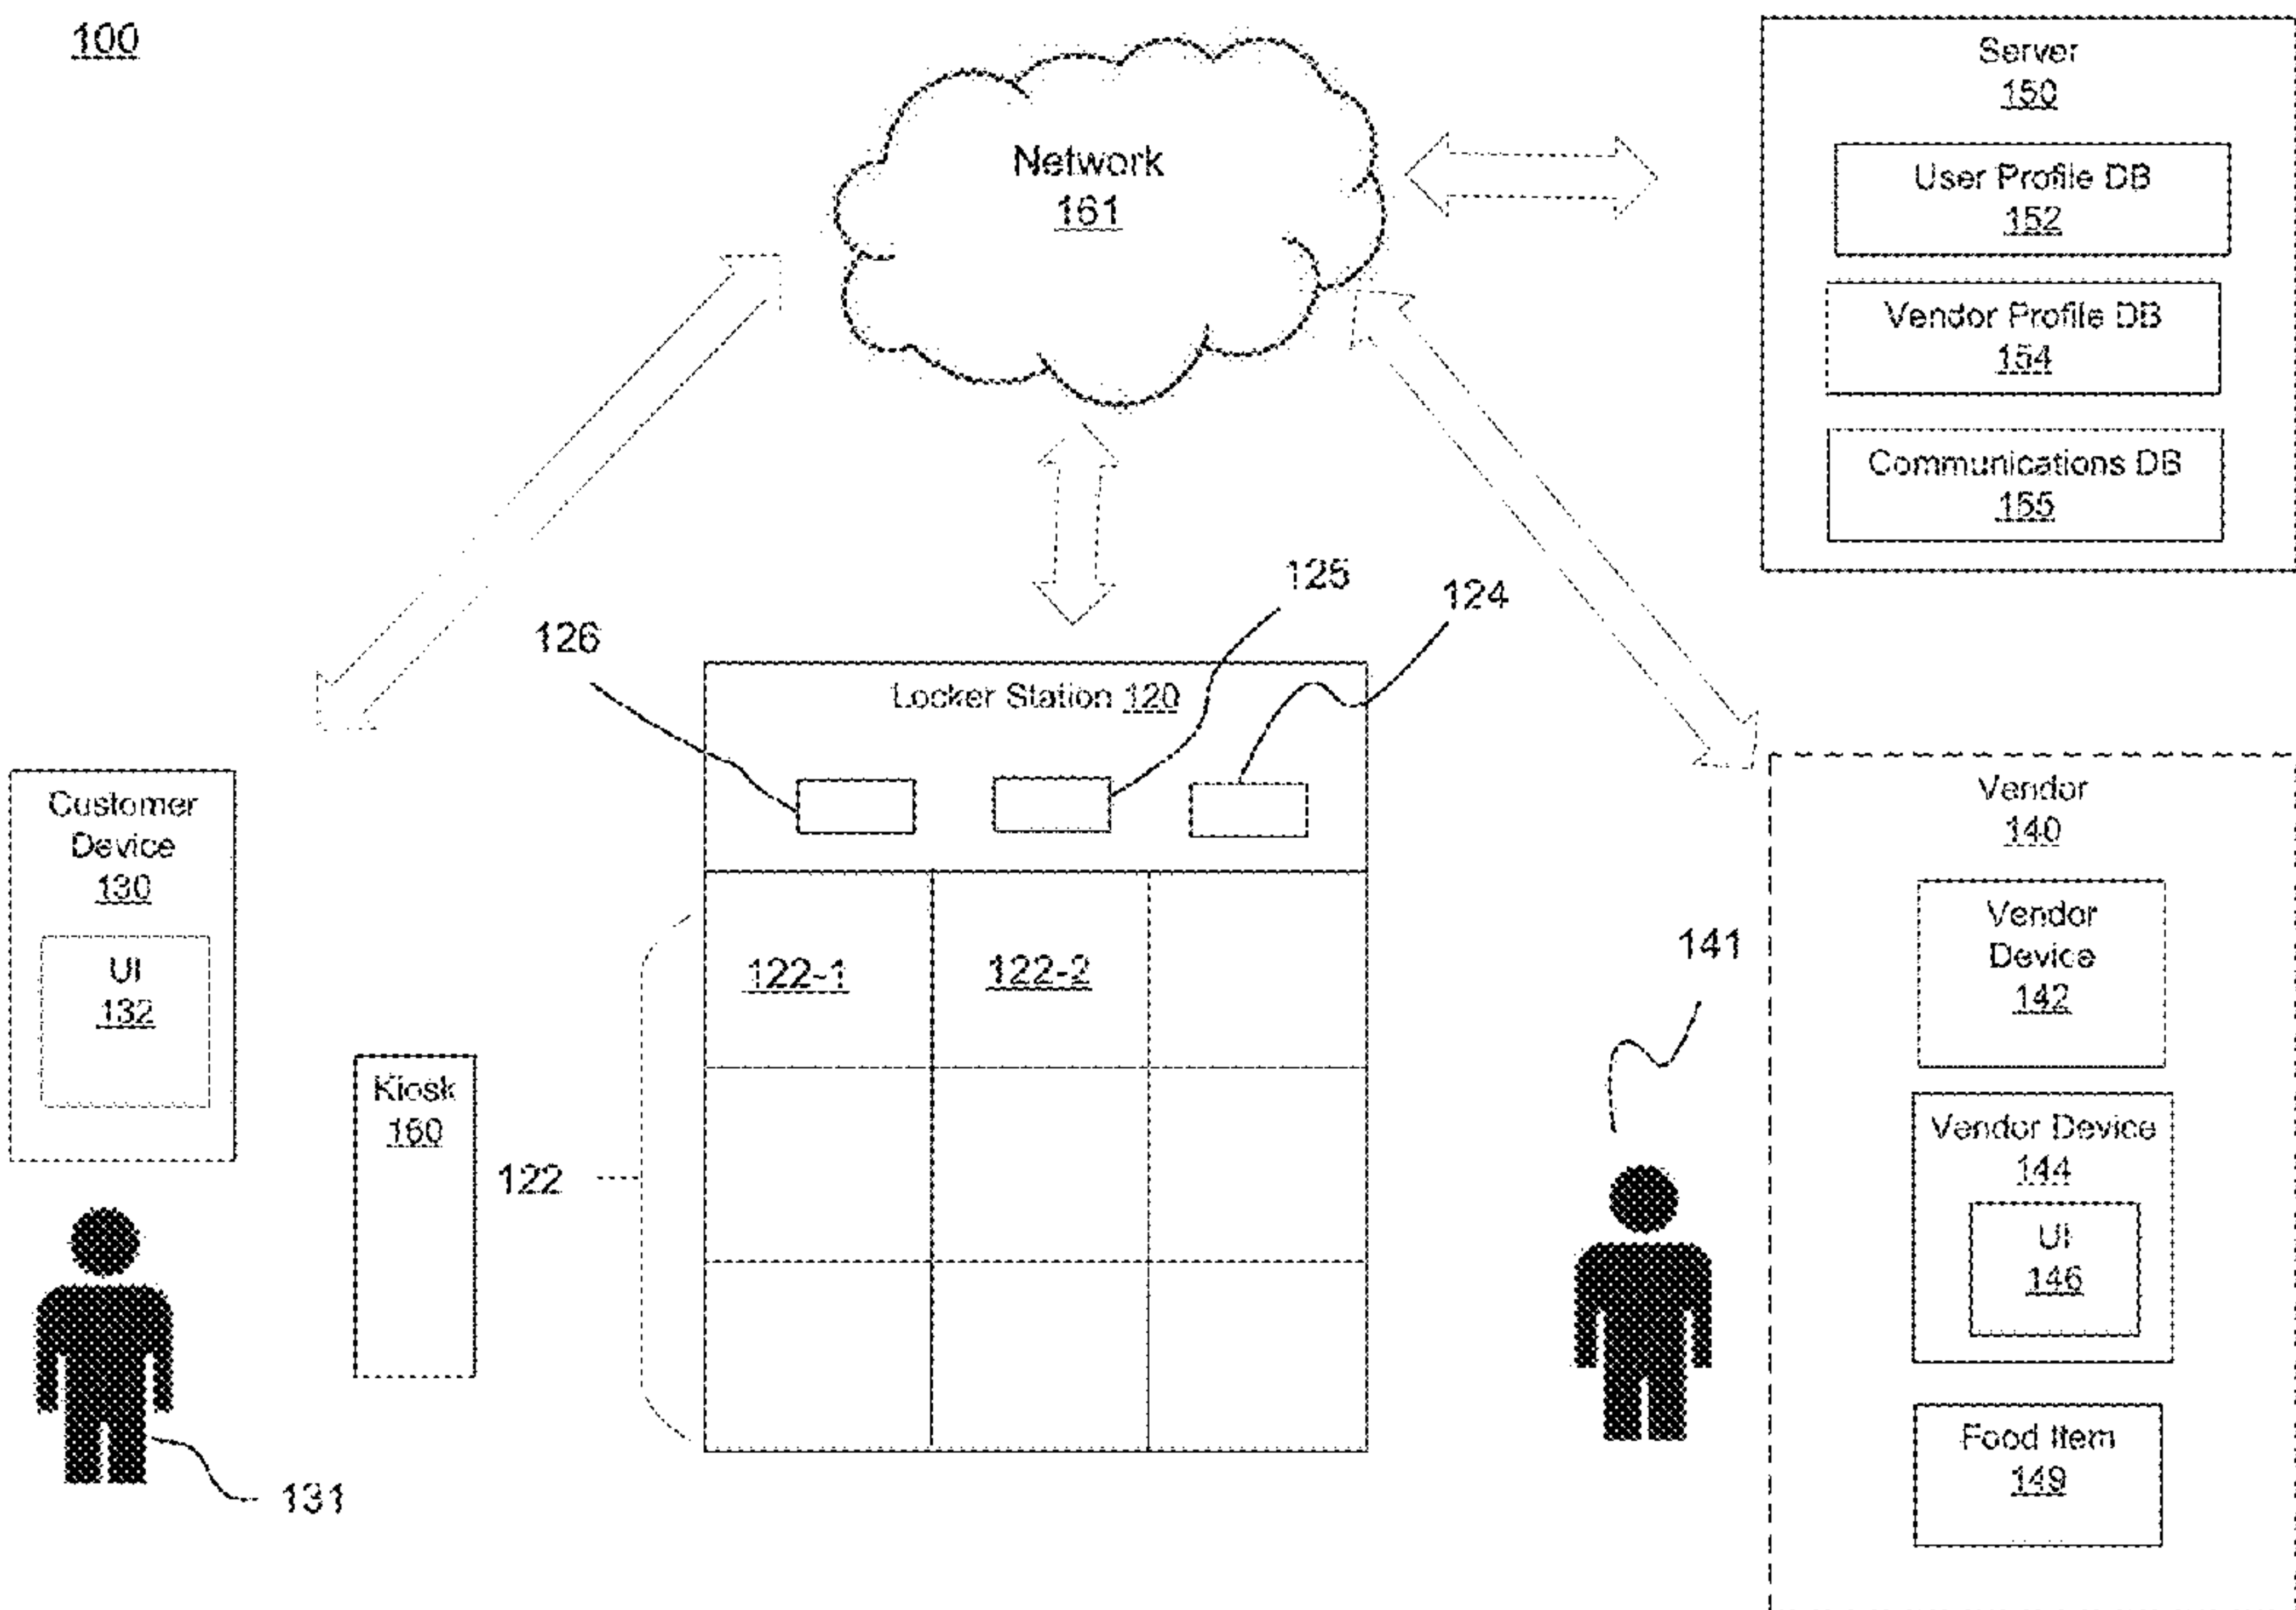 100
Network
161
Server
150
User Profile DB
152
Vendor Profile DB
154
Communications DB
155
126
125
124
Locker Station 120
Customer
Device
130
UI
132
Kiosk
160
122
122-1
122-2
131
141
Vendor
140
Vendor
Device
142
Vendor Device
144
UI
146
Food Item
149